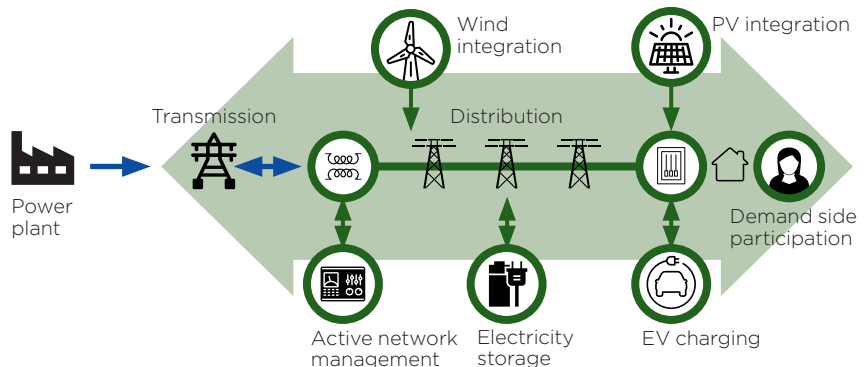 Wind
integration
PV integration
Transmission
Distribution
Power
plant
Demand side
participation
Active network
management
Electricity
storage
EV charging